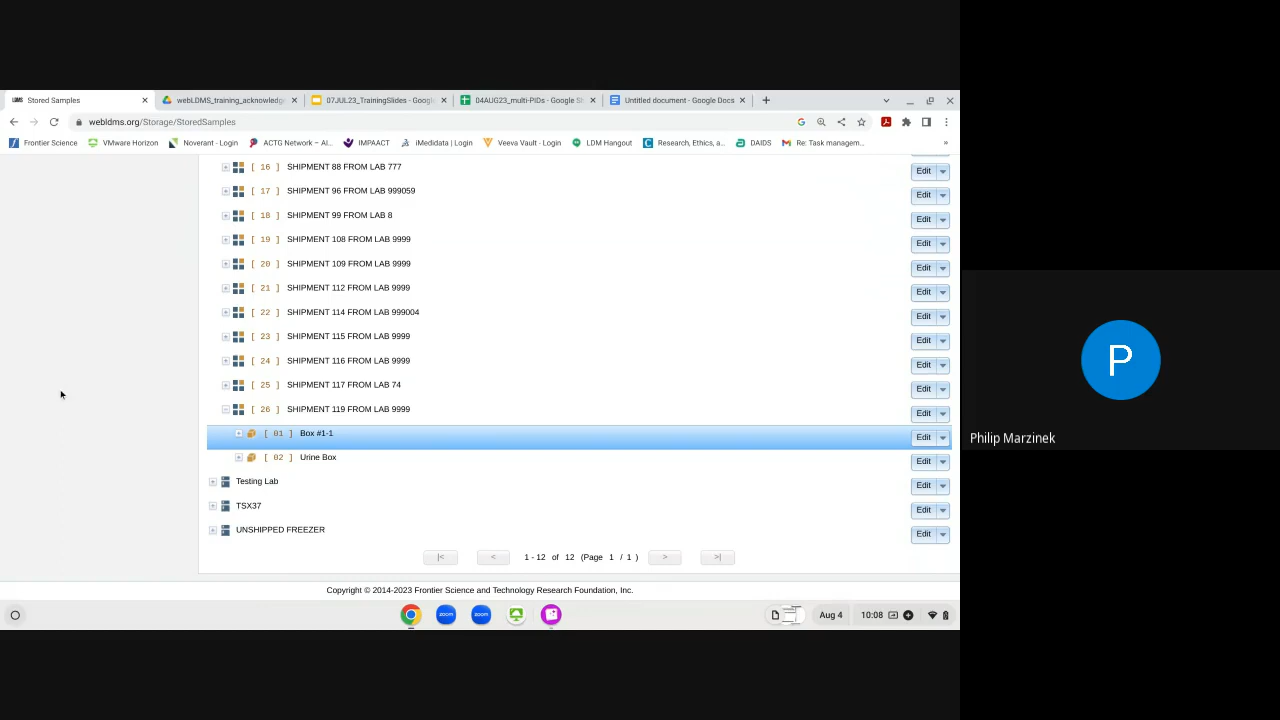 Stored Samples
webLDMS_training_acknowledg
07JUL23_TrainingSlides - Google
04AUG23_multi-PIDs - Google Sh
Untitled document - Google Docs
webldms.org/Storage/StoredSamples
Frontier Science
VMware Horizon
Noverant · Login
ACTG Network – Al...
IMPAACT
iMedidata | Login
Veeva Vault · Login
LDM Hangout
Research, Ethics, a...
DAIDS
Re: Task managem...
»
[ 16 ] SHIPMENT 88 FROM LAB 777 Edit
[ 17 ] SHIPMENT 96 FROM LAB 999059 Edit
[ 18 ] SHIPMENT 99 FROM LAB 8 Edit
[ 19 ] SHIPMENT 108 FROM LAB 9999 Edit
[ 20 ] SHIPMENT 109 FROM LAB 9999 Edit
[ 21 ] SHIPMENT 112 FROM LAB 9999 Edit
[ 22 ] SHIPMENT 114 FROM LAB 999004 Edit
[ 23 ] SHIPMENT 115 FROM LAB 9999 Edit
[ 24 ] SHIPMENT 116 FROM LAB 9999 Edit
[ 25 ] SHIPMENT 117 FROM LAB 74 Edit
[ 26 ] SHIPMENT 119 FROM LAB 9999 Edit
[ 01 ] Box #1-1 Edit
[ 02 ] Urine Box Edit
Testing Lab Edit
TSX37 Edit
UNSHIPPED FREEZER Edit
|< < 1 - 12 of 12 (Page 1 / 1 ) > >|
Copyright © 2014-2023 Frontier Science and Technology Research Foundation, Inc.
zoom
zoom
Aug 4
10:08
P
Philip Marzinek